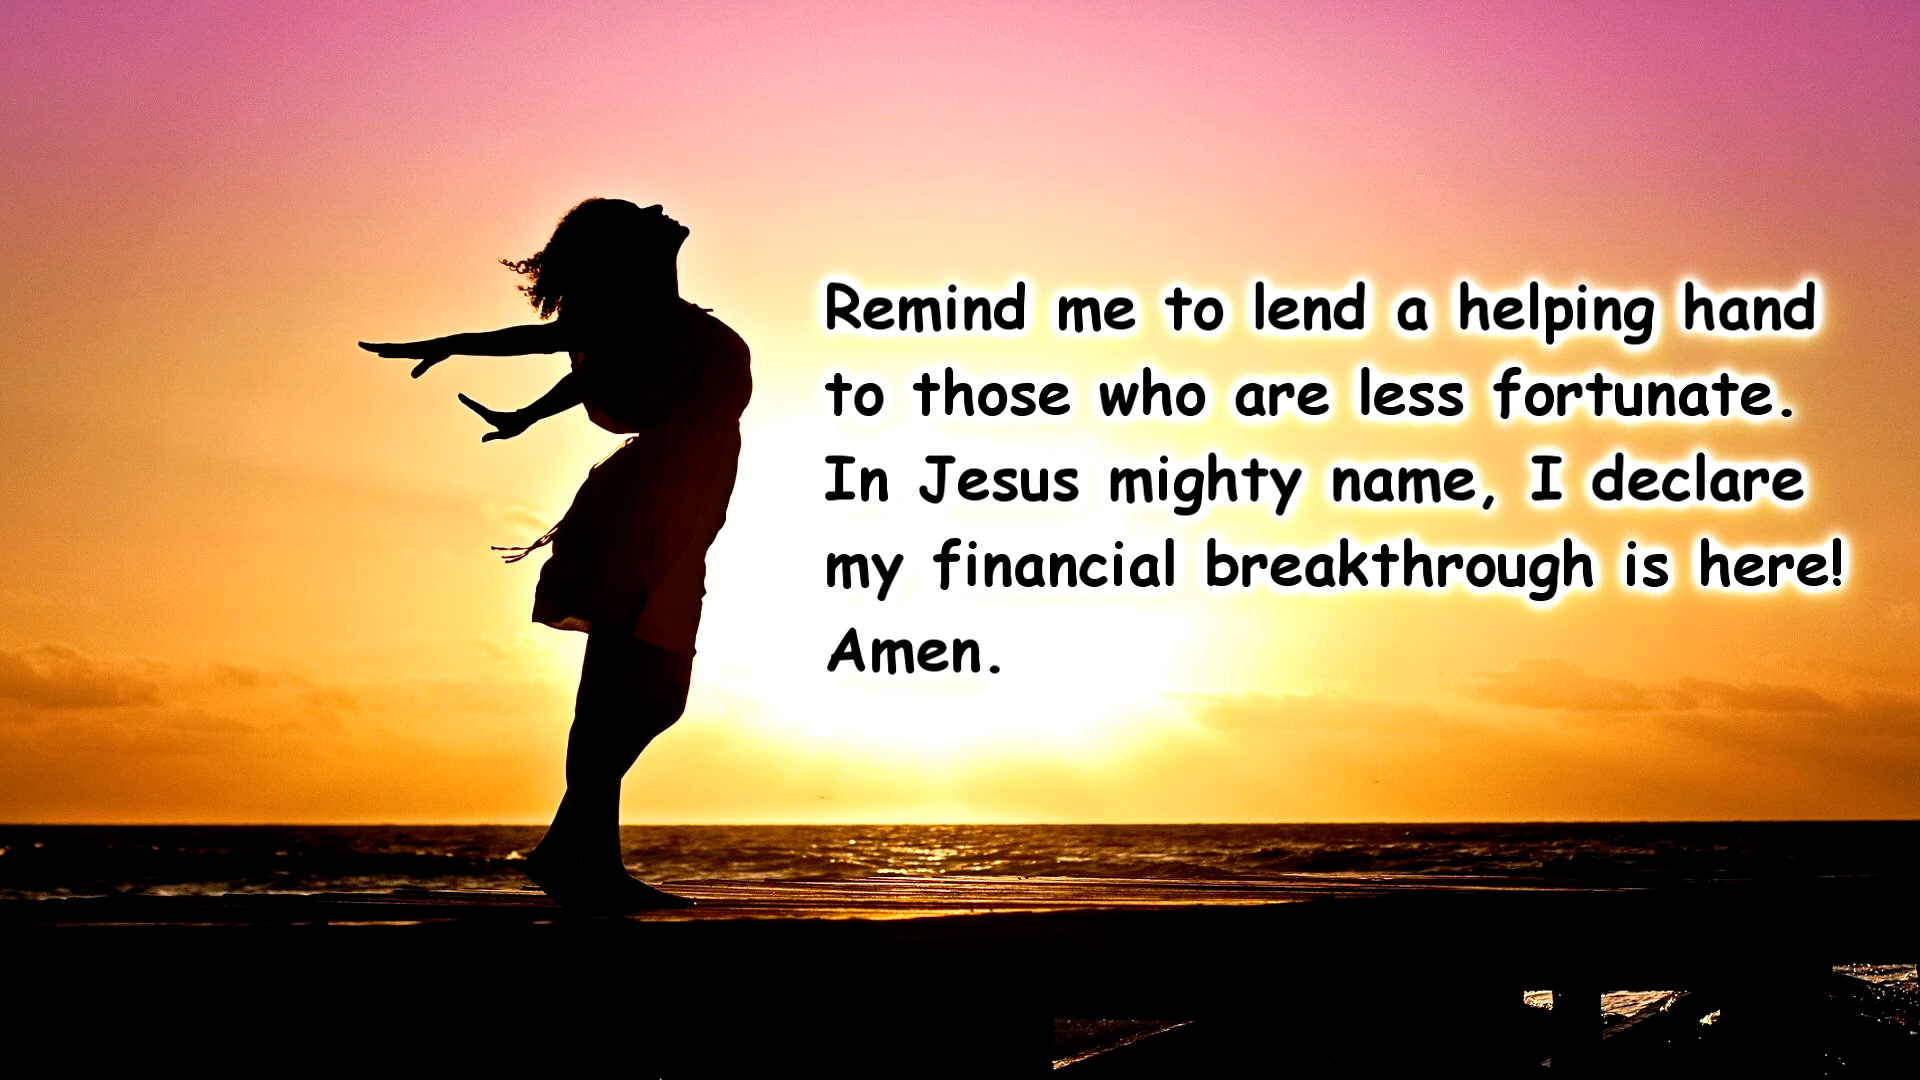 Remind me to lend a helping hand
to those who are less fortunate.
In Jesus mighty name, I declare
my financial breakthrough is here!
Amen.